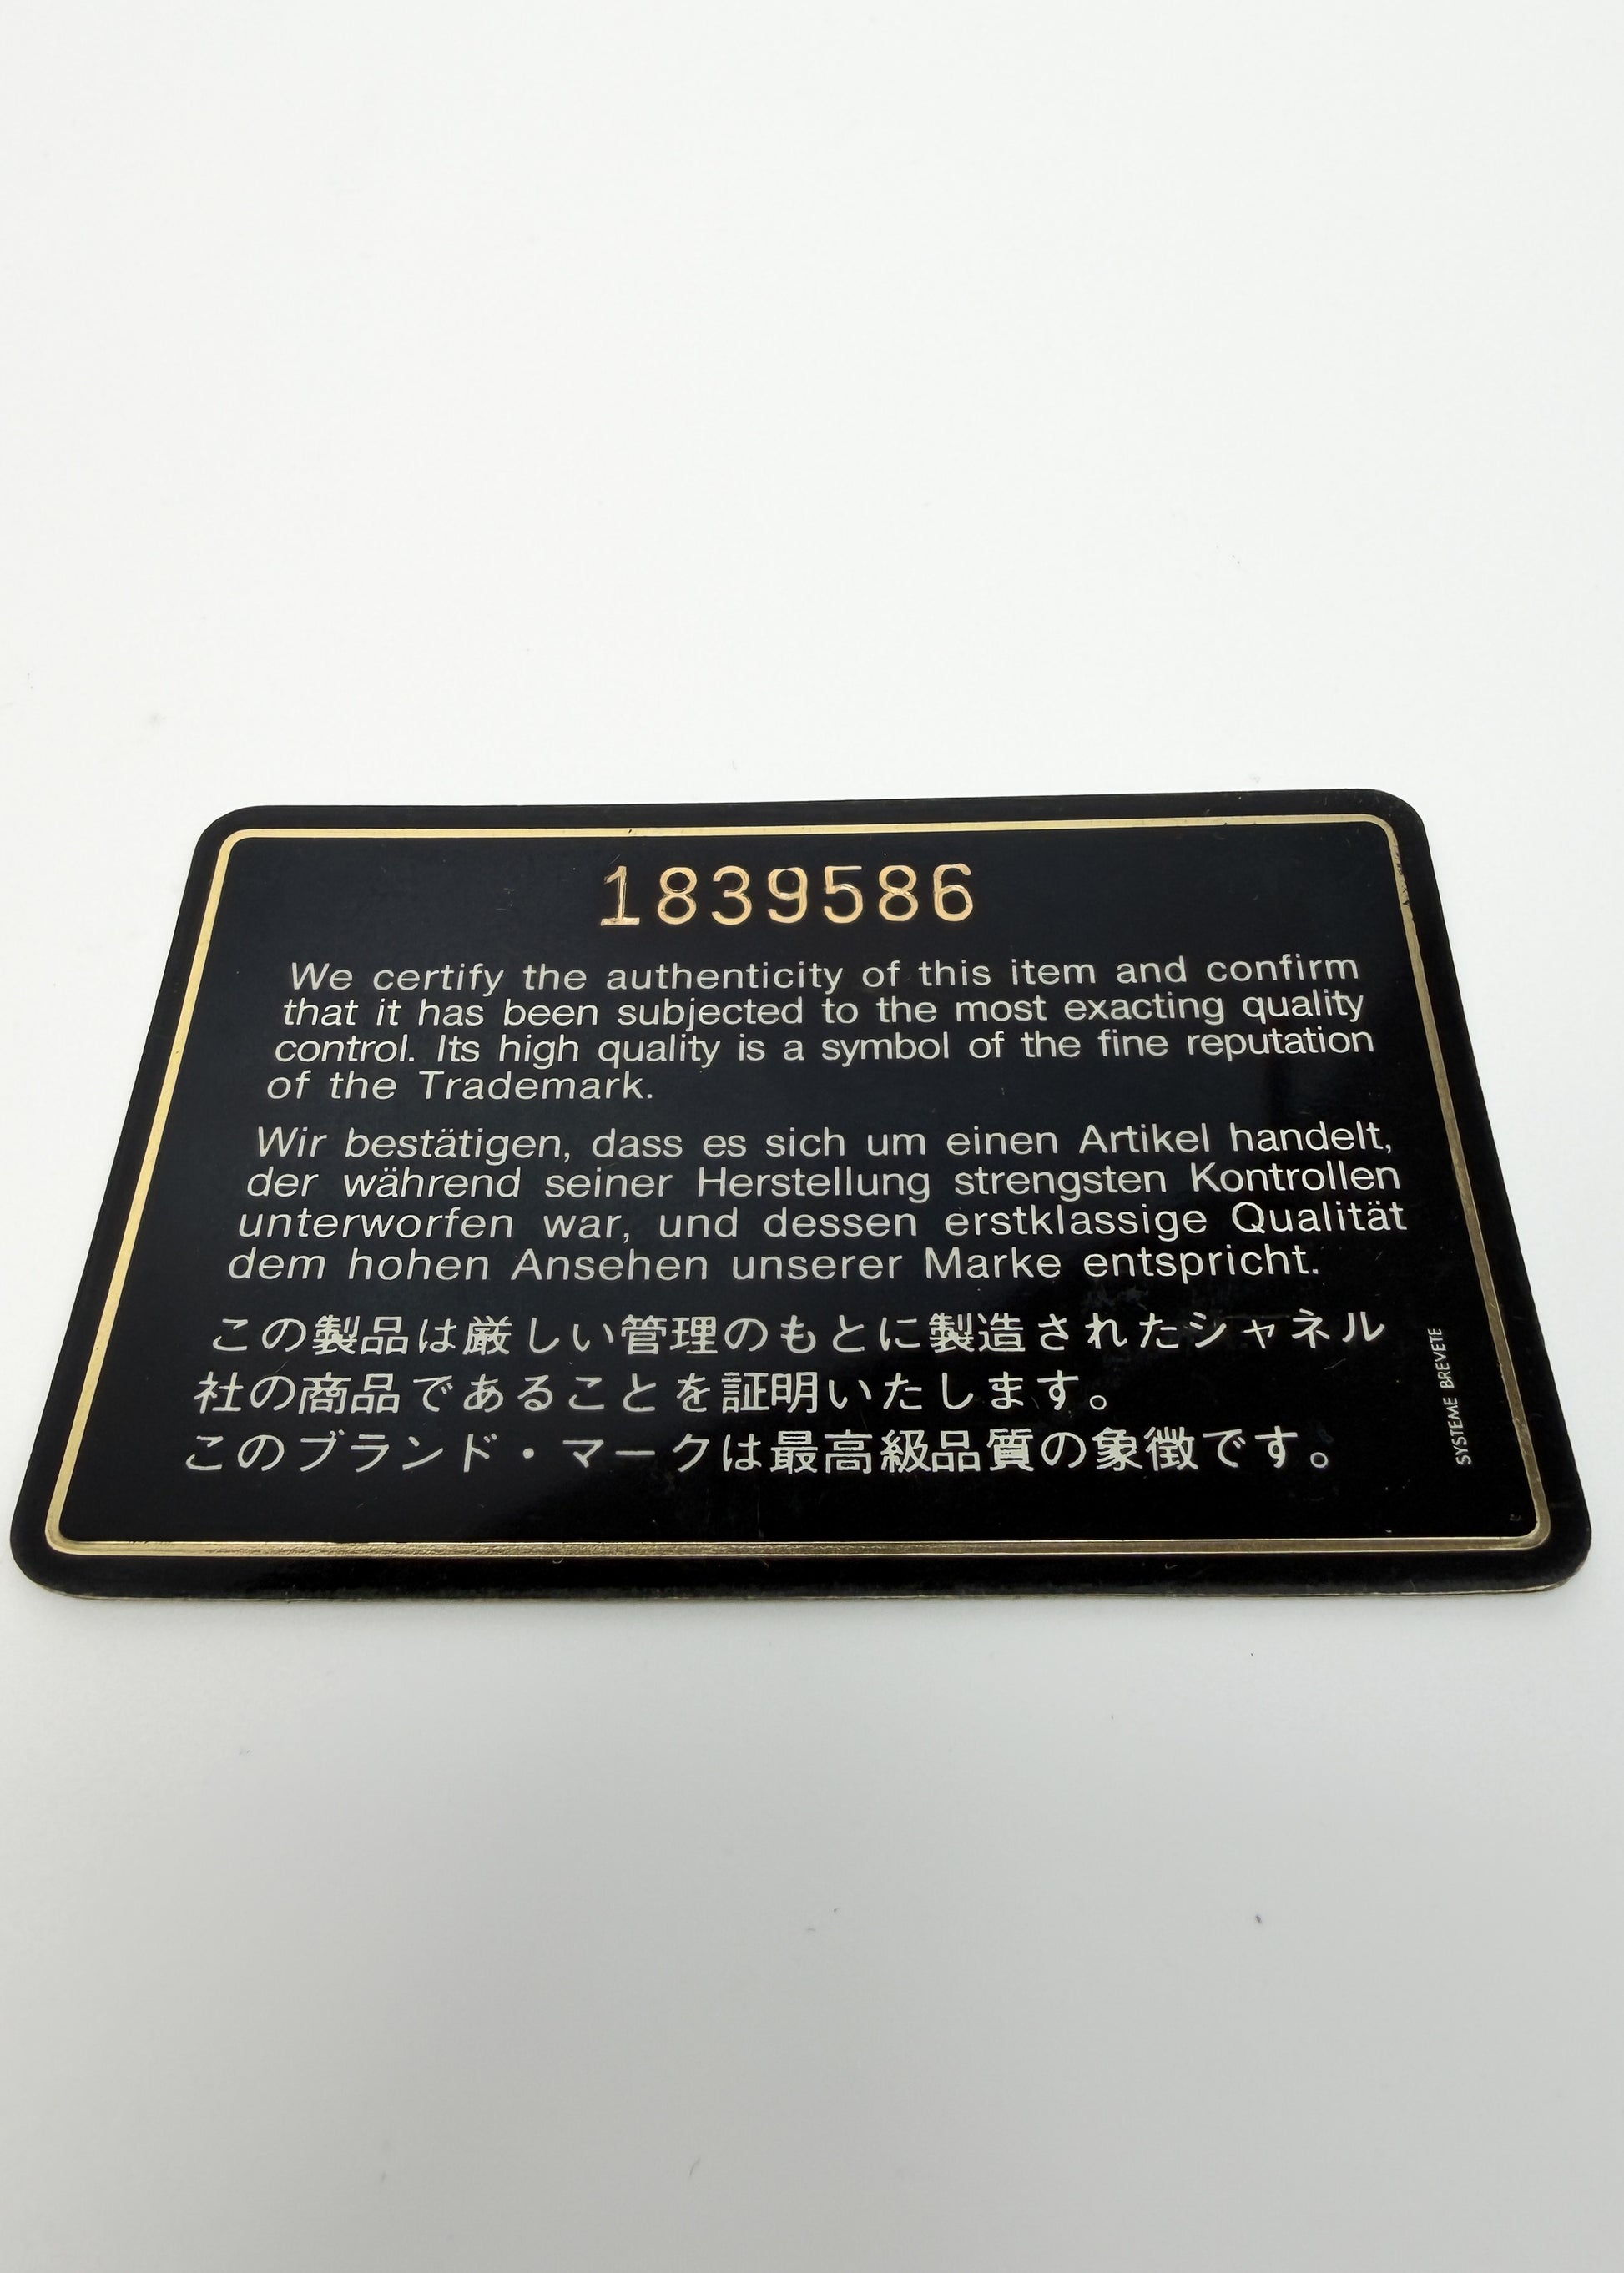 1839586
We certify the authenticity of this item and confirm
that it has been subjected to the most exacting quality
control. Its high quality is a symbol of the fine reputation
of the Trademark.
Wir bestätigen, dass es sich um einen Artikel handelt,
der während seiner Herstellung strengsten Kontrollen
unterworfen war, und dessen erstklassige Qualität
dem hohen Ansehen unserer Marke entspricht.
この製品は厳しい管理のもとに製造されたシャネル
社の商品であることを証明いたします。
このブランド・マークは最高級品質の象徴です。
SYSTEME BREVETE